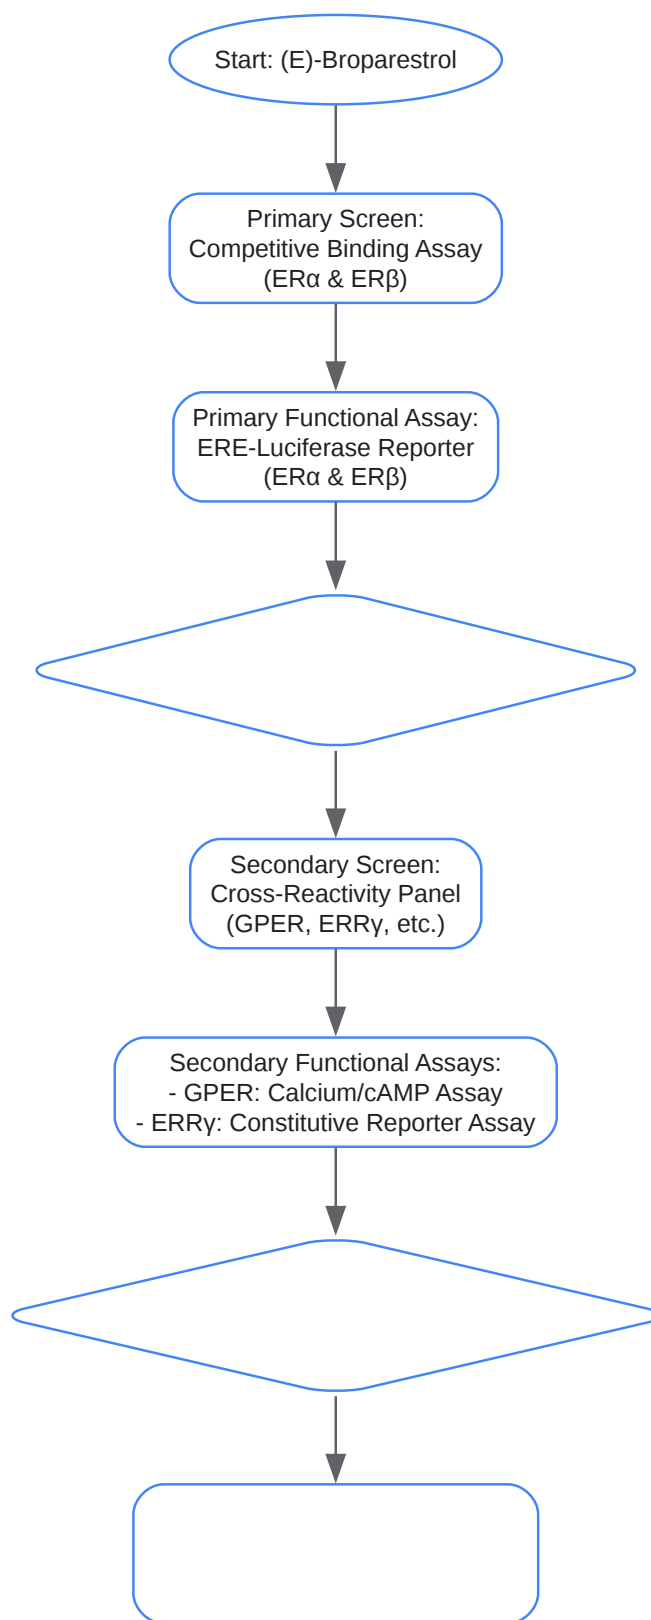 Start: (E)-Broparestrol
Primary Screen:
Competitive Binding Assay
(ERα & ERβ)
Primary Functional Assay:
ERE-Luciferase Reporter
(ERα & ERβ)
Secondary Screen:
Cross-Reactivity Panel
(GPER, ERRγ, etc.)
Secondary Functional Assays:
- GPER: Calcium/cAMP Assay
- ERRγ: Constitutive Reporter Assay